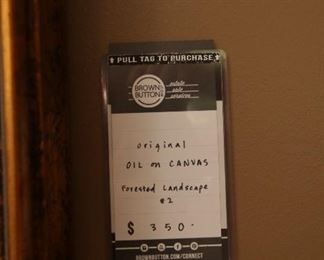 PULL TAG TO PURCHASE
BROWN
BUTTON
estate
sale
services
original
OIL on CANVAS
Forested Landscape
#2
$ 350-
BROWNBUTTON.COM/CONNECT